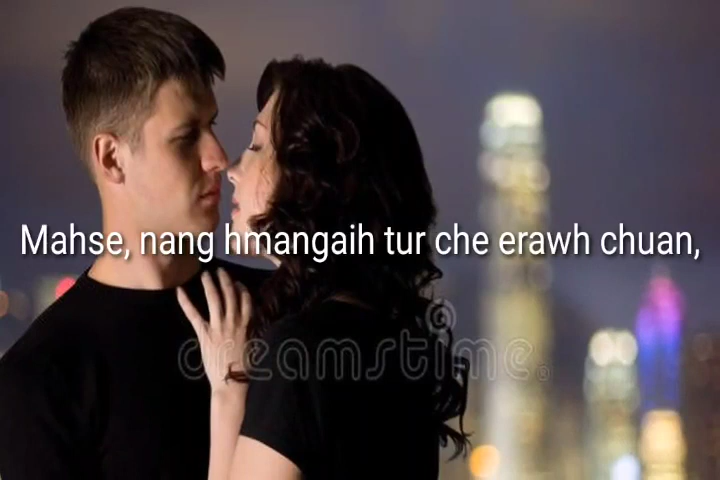 Mahse, nang hmangaih tur che erawh chuan,
dreamstime.